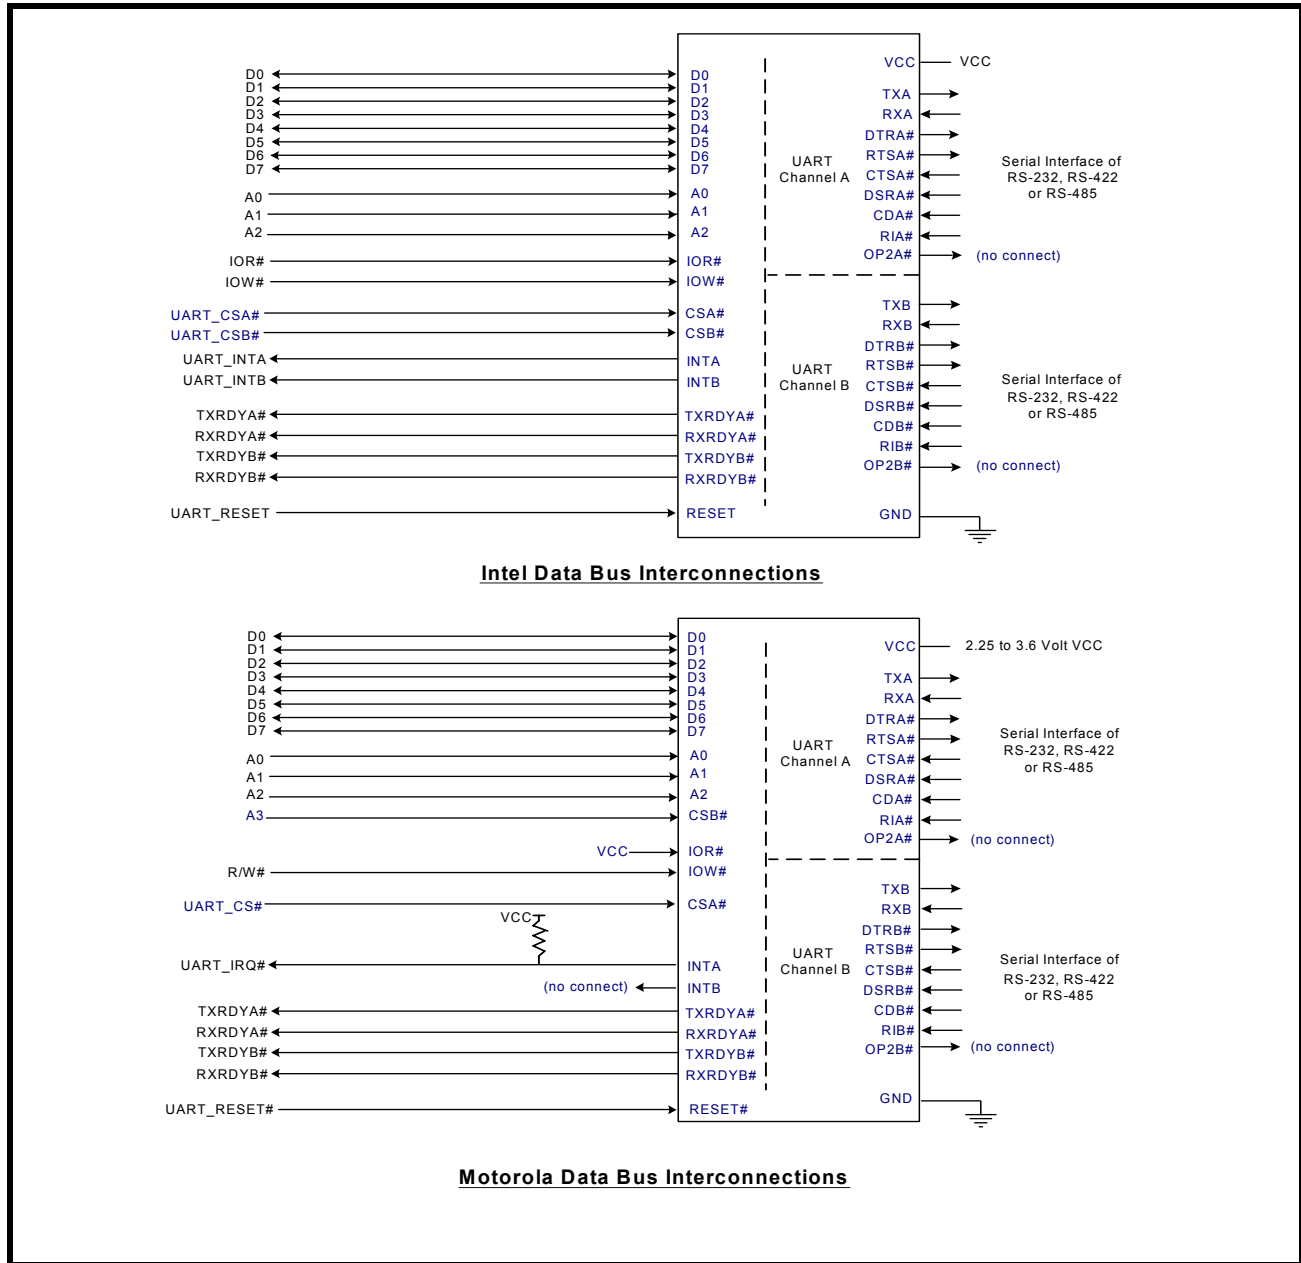 D0 D0
D1 D1
D2 D2
D3 D3
D4 D4
D5 D5
D6 D6
D7 D7
A0 A0
A1 A1
A2 A2
IOR# IOR#
IOW# IOW#
UART_CSA# CSA#
UART_CSB# CSB#
UART_INTA INTA
UART_INTB INTB
TXRDYA# TXRDYA#
RXRDYA# RXRDYA#
TXRDYB# TXRDYB#
RXRDYB# RXRDYB#
UART_RESET RESET
UART
Channel A
UART
Channel B
VCC VCC
TXA
RXA
DTRA#
RTSA#
CTSA#
DSRA#
CDA#
RIA#
OP2A# (no connect)
Serial Interface of
RS-232, RS-422
or RS-485
TXB
RXB
DTRB#
RTSB#
CTSB#
DSRB#
CDB#
RIB#
OP2B# (no connect)
Serial Interface of
RS-232, RS-422
or RS-485
GND
Intel Data Bus Interconnections
D0 D0
D1 D1
D2 D2
D3 D3
D4 D4
D5 D5
D6 D6
D7 D7
A0 A0
A1 A1
A2 A2
A3 CSB#
VCC IOR#
R/W# IOW#
UART_CS# CSA#
VCC
UART_IRQ# INTA
(no connect) INTB
TXRDYA# TXRDYA#
RXRDYA# RXRDYA#
TXRDYB# TXRDYB#
RXRDYB# RXRDYB#
UART_RESET# RESET#
UART
Channel A
UART
Channel B
VCC 2.25 to 3.6 Volt VCC
TXA
RXA
DTRA#
RTSA#
CTSA#
DSRA#
CDA#
RIA#
OP2A# (no connect)
Serial Interface of
RS-232, RS-422
or RS-485
TXB
RXB
DTRB#
RTSB#
CTSB#
DSRB#
CDB#
RIB#
OP2B# (no connect)
Serial Interface of
RS-232, RS-422
or RS-485
GND
Motorola Data Bus Interconnections